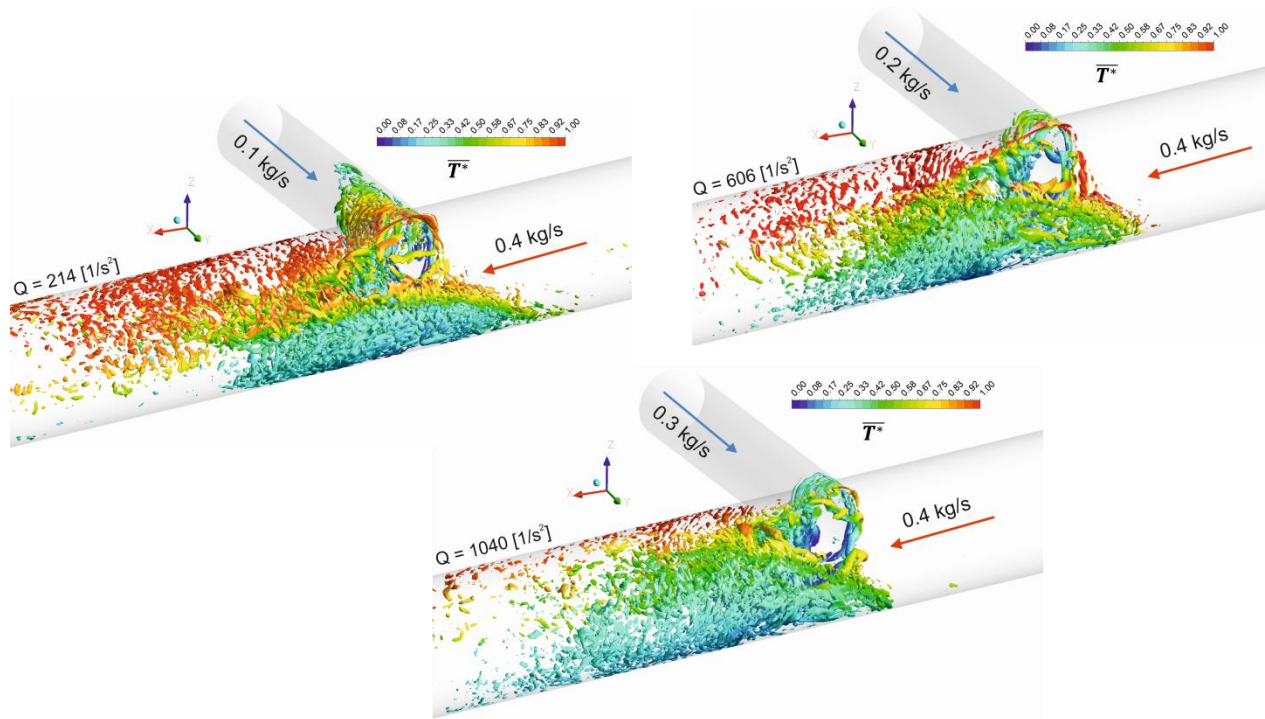 0.00 0.08 0.17 0.25 0.33 0.42 0.50 0.58 0.67 0.75 0.83 0.92 1.00
T*
0.1 kg/s
0.4 kg/s
Z
X
Y
Q = 214 [1/s²]
0.00 0.08 0.17 0.25 0.33 0.42 0.50 0.58 0.67 0.75 0.83 0.92 1.00
T*
0.2 kg/s
0.4 kg/s
Z
X
Y
Q = 606 [1/s²]
0.00 0.08 0.17 0.25 0.33 0.42 0.50 0.58 0.67 0.75 0.83 0.92 1.00
T*
0.3 kg/s
0.4 kg/s
Z
X
Y
Q = 1040 [1/s²]